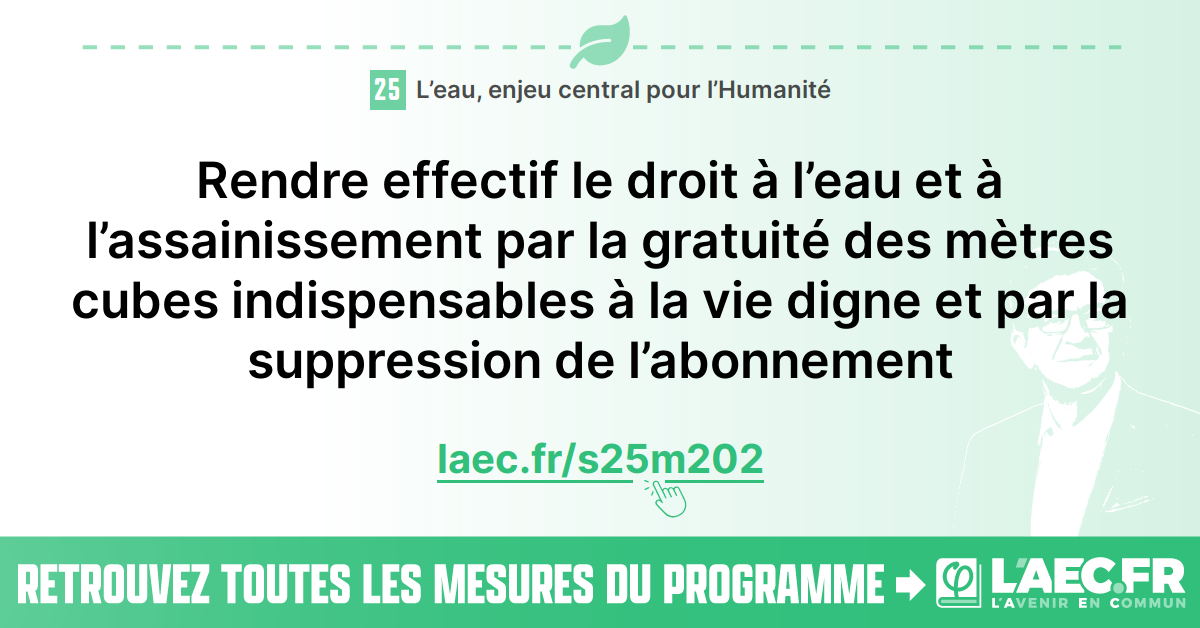 25 L’eau, enjeu central pour l’Humanité
Rendre effectif le droit à l’eau et à
l’assainissement par la gratuité des mètres
cubes indispensables à la vie digne et par la
suppression de l’abonnement
laec.fr/s25m202
RETROUVEZ TOUTES LES MESURES DU PROGRAMME ➡ φ L'AEC.FR
L'AVENIR EN COMMUN